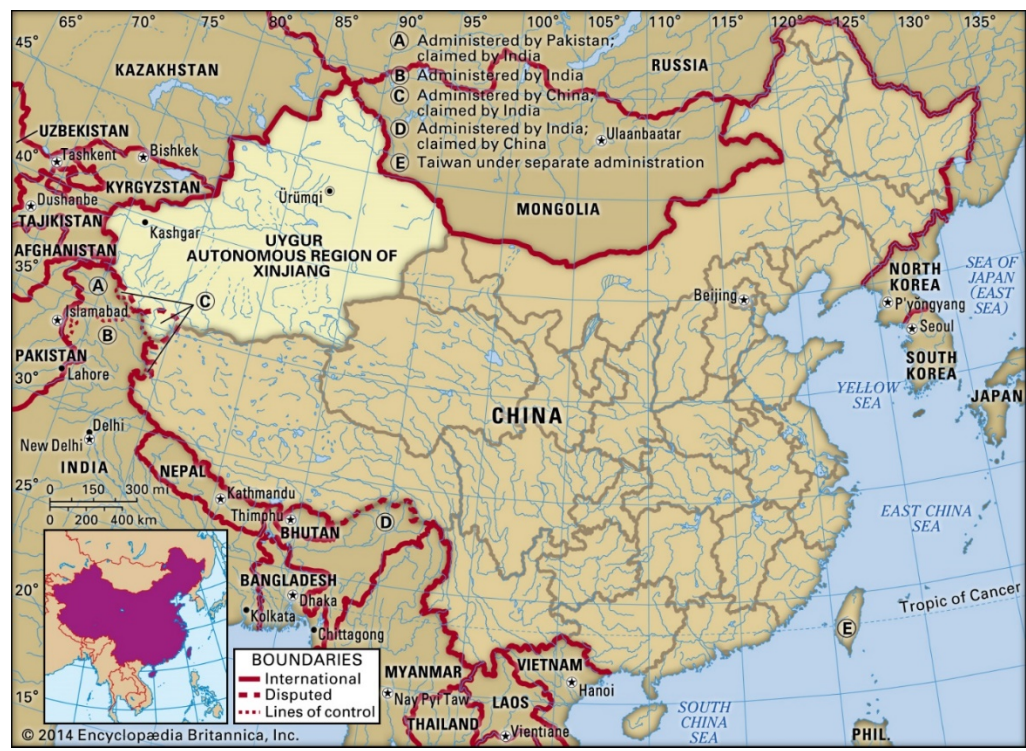 65° 70° 75° 80° 85° 90° 95° 100° 105° 110° 115° 120° 125° 130° 135°
45°
40°
35°
30°
25°
20°
15°
A Administered by Pakistan;
claimed by India
B Administered by India
C Administered by China;
claimed by India
D Administered by India;
claimed by China
E Taiwan under separate administration
KAZAKHSTAN
RUSSIA
UZBEKISTAN
Tashkent
Bishkek
Ulaanbaatar
KYRGYZSTAN
Dushanbe
TAJIKISTAN
Ürümqi
MONGOLIA
Kashgar
UYGUR
AUTONOMOUS REGION OF
XINJIANG
AFGHANISTAN
A
C
Islamabad
B
PAKISTAN
Lahore
Beijing
NORTH
KOREA
P'yŏngyang
Seoul
SOUTH
KOREA
SEA OF
JAPAN
(EAST
SEA)
YELLOW
SEA
JAPAN
CHINA
Delhi
New Delhi
INDIA
NEPAL
Kathmandu
Thimphu
BHUTAN
D
0 150 300 mi
0 200 400 km
EAST CHINA
SEA
BANGLADESH
Dhaka
Kolkata
Chittagong
Tropic of Cancer
E
MYANMAR
Nay Pyi Taw
VIETNAM
Hanoi
LAOS
THAILAND
Vientiane
SOUTH
CHINA
SEA
PHIL.
BOUNDARIES
International
Disputed
Lines of control
© 2014 Encyclopædia Britannica, Inc.